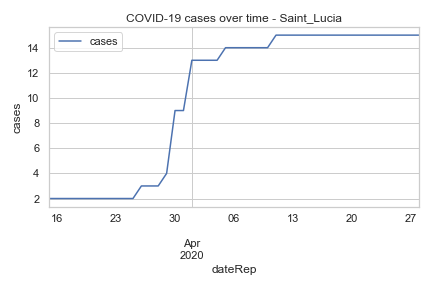 COVID-19 cases over time - Saint_Lucia
cases
cases
14
12
10
8
6
4
2
16 23 30 06 13 20 27
Apr
2020
dateRep